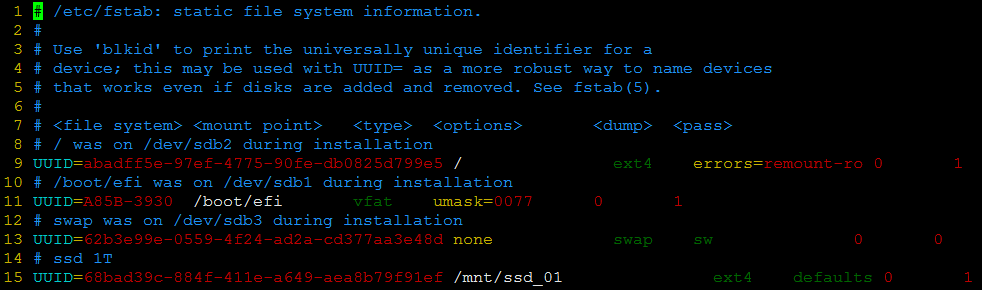 1 # /etc/fstab: static file system information.
2 #
3 # Use 'blkid' to print the universally unique identifier for a
4 # device; this may be used with UUID= as a more robust way to name devices
5 # that works even if disks are added and removed. See fstab(5).
6 #
7 # <file system> <mount point>   <type>  <options>       <dump>  <pass>
8 # / was on /dev/sdb2 during installation
9 UUID=abadff5e-97ef-4775-90fe-db0825d799e5 /               ext4    errors=remount-ro 0       1
10 # /boot/efi was on /dev/sdb1 during installation
11 UUID=A85B-3930  /boot/efi       vfat    umask=0077      0       1
12 # swap was on /dev/sdb3 during installation
13 UUID=62b3e99e-0559-4f24-ad2a-cd377aa3e48d none            swap    sw              0       0
14 # ssd 1T
15 UUID=68bad39c-884f-411e-a649-aea8b79f91ef /mnt/ssd_01               ext4    defaults 0       1